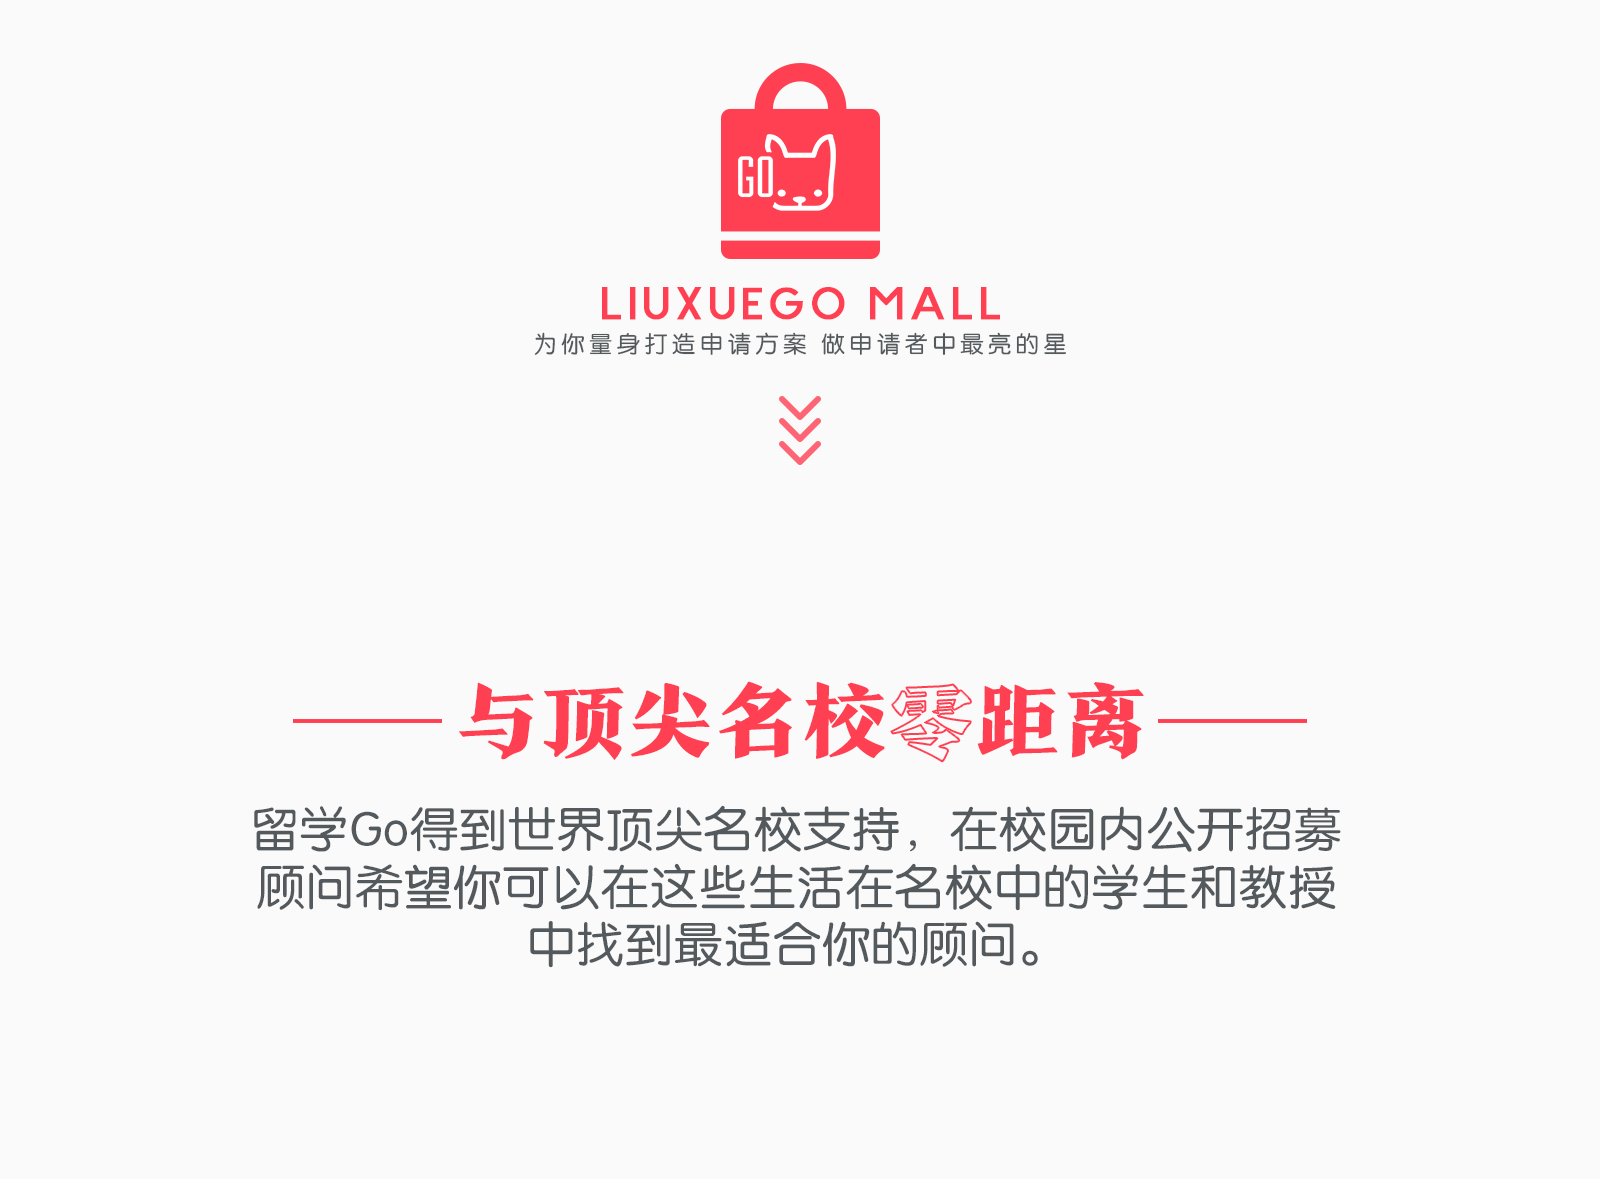 GO
LIUXUEGO MALL
为你量身打造申请方案 做申请者中最亮的星
与顶尖名校零距离
留学Go得到世界顶尖名校支持，在校园内公开招募
顾问希望你可以在这些生活在名校中的学生和教授
中找到最适合你的顾问。